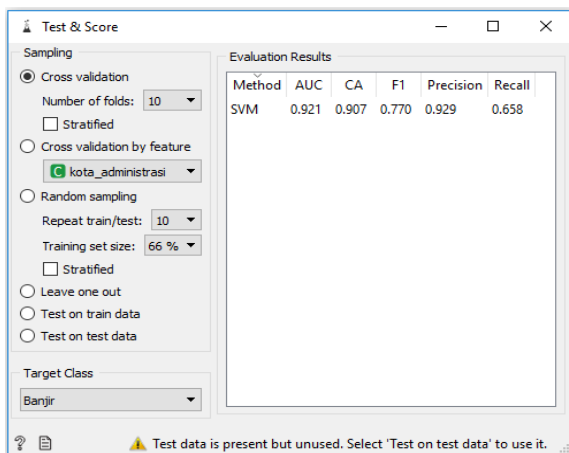 Test & Score
Sampling
Cross validation
Number of folds: 10
Stratified
Cross validation by feature
C kota_administrasi
Random sampling
Repeat train/test: 10
Training set size: 66 %
Stratified
Leave one out
Test on train data
Test on test data
Target Class
Banjir
Evaluation Results
Method AUC CA F1 Precision Recall
SVM 0.921 0.907 0.770 0.929 0.658
? Test data is present but unused. Select 'Test on test data' to use it.